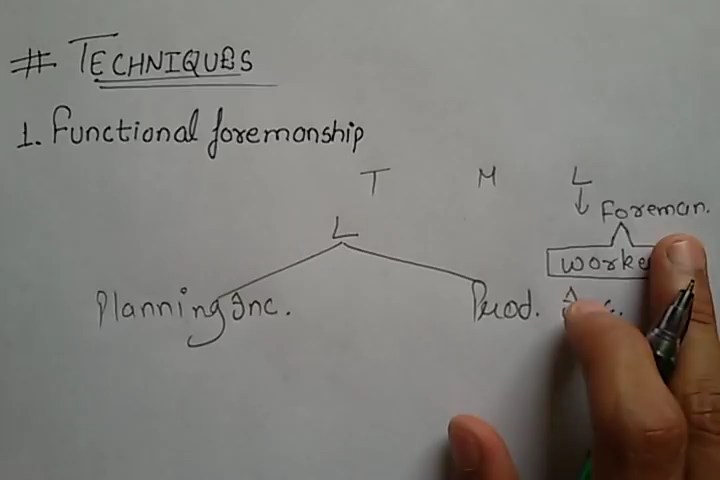 # TECHNIQUES
1. Functional foremonship
T M L
Foreman.
L
Planning Inc.
Prod.